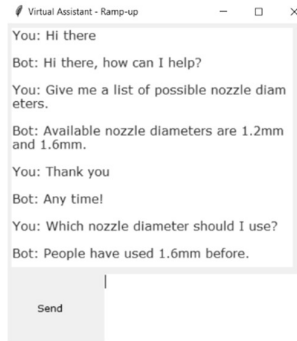 Virtual Assistant - Ramp-up
You: Hi there
Bot: Hi there, how can I help?
You: Give me a list of possible nozzle diam
eters.
Bot: Available nozzle diameters are 1.2mm
and 1.6mm.
You: Thank you
Bot: Any time!
You: Which nozzle diameter should I use?
Bot: People have used 1.6mm before.
Send